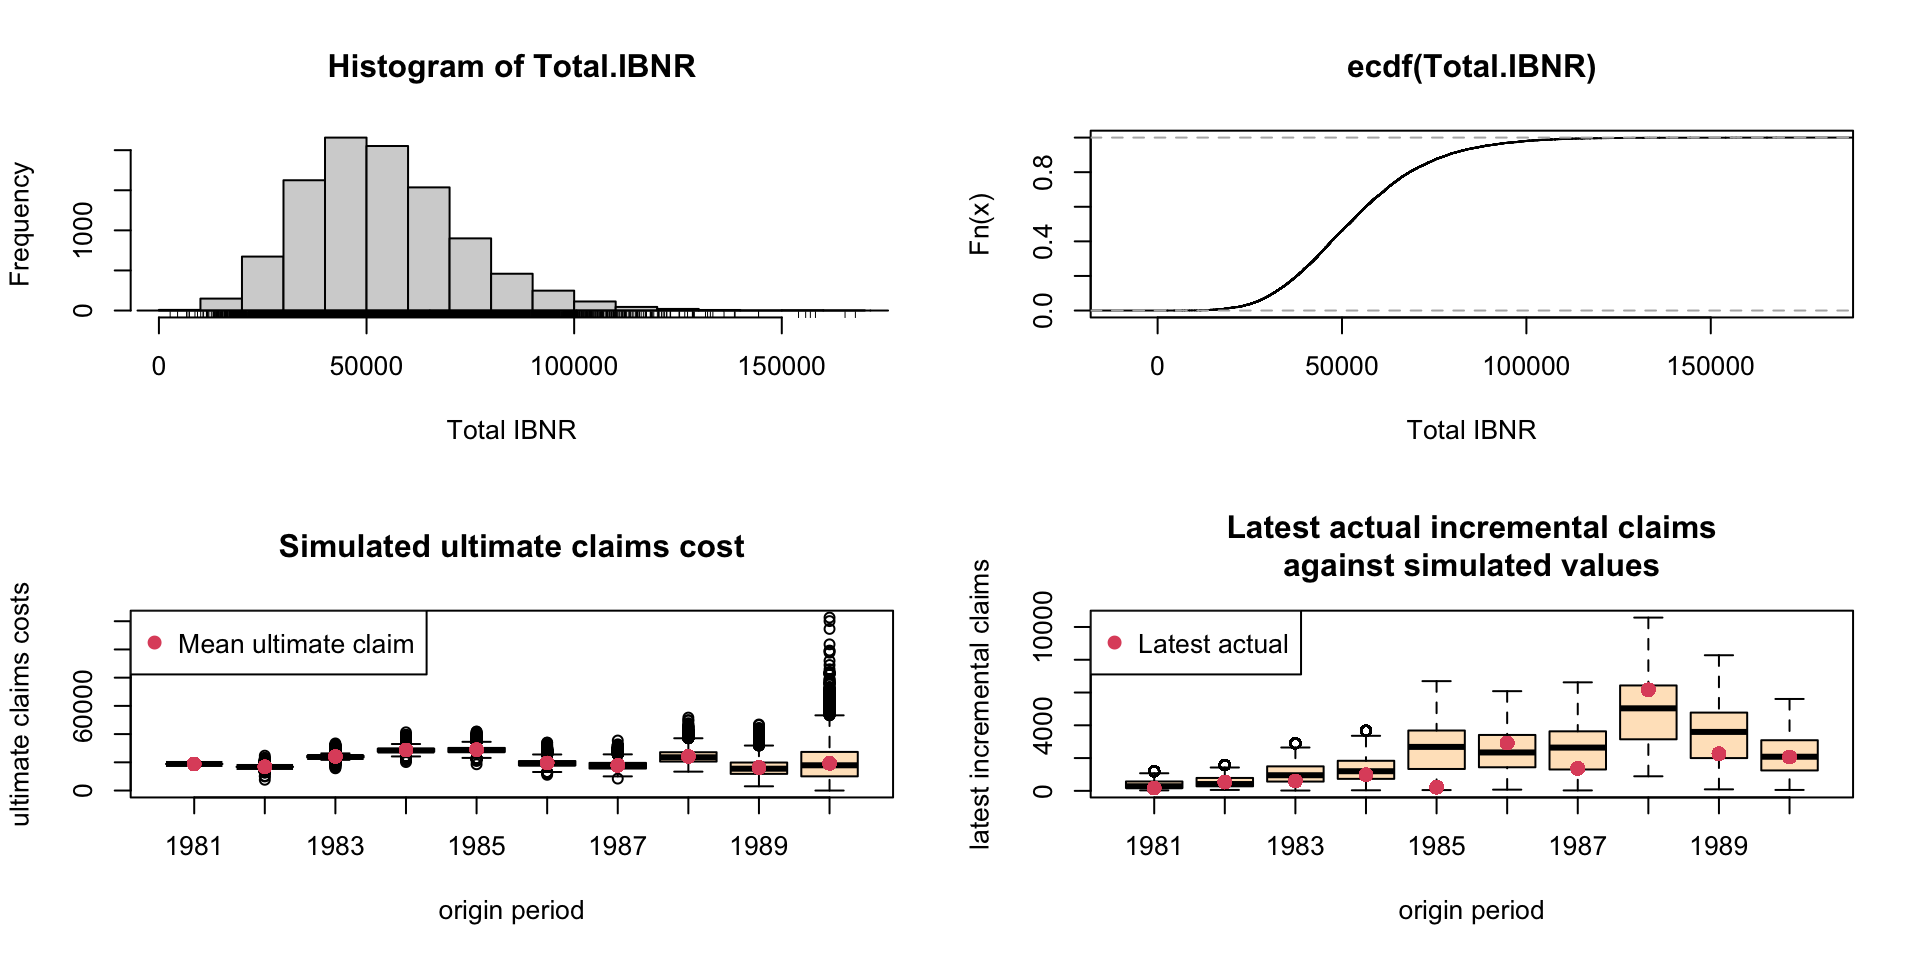 Histogram of Total.IBNR
Frequency
0
1000
0
50000
100000
150000
Total IBNR
ecdf(Total.IBNR)
Fn(x)
0.0
0.4
0.8
0
50000
100000
150000
Total IBNR
Simulated ultimate claims cost
ultimate claims costs
0
60000
Mean ultimate claim
1981
1983
1985
1987
1989
origin period
Latest actual incremental claims
against simulated values
latest incremental claims
0
4000
10000
Latest actual
1981
1983
1985
1987
1989
origin period